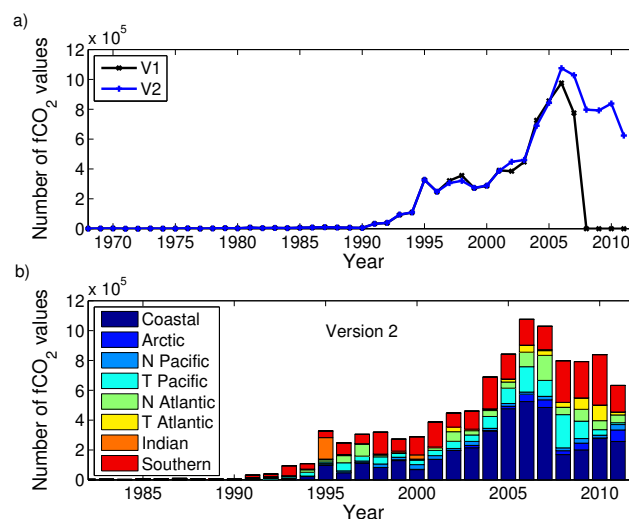 a)
12 x 10^5
V1
V2
10
8
6
4
2
0
Number of fCO2 values
1970 1975 1980 1985 1990 1995 2000 2005 2010
Year
b)
12 x 10^5
Version 2
Coastal
Arctic
N Pacific
T Pacific
N Atlantic
T Atlantic
Indian
Southern
10
8
6
4
2
0
Number of fCO2 values
1985 1990 1995 2000 2005 2010
Year